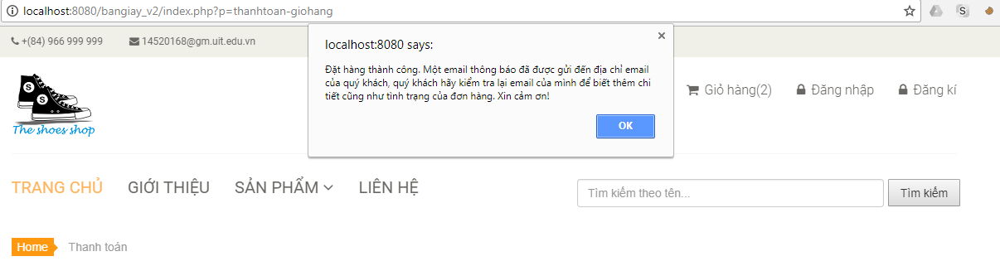 localhost:8080/bangiay_v2/index.php?p=thanhtoan-giohang
+(84) 966 999 999 14520168@gm.uit.edu.vn
localhost:8080 says:
Đặt hàng thành công. Một email thông báo đã được gửi đến địa chỉ email
của quý khách, quý khách hãy kiểm tra lại email của mình để biết thêm chi
tiết cũng như tình trạng của đơn hàng. Xin cảm ơn!
OK
S S
The shoes shop
Giỏ hàng(2) Đăng nhập Đăng kí
TRANG CHỦ GIỚI THIỆU SẢN PHẨM LIÊN HỆ
Tìm kiếm theo tên... Tìm kiếm
Home Thanh toán